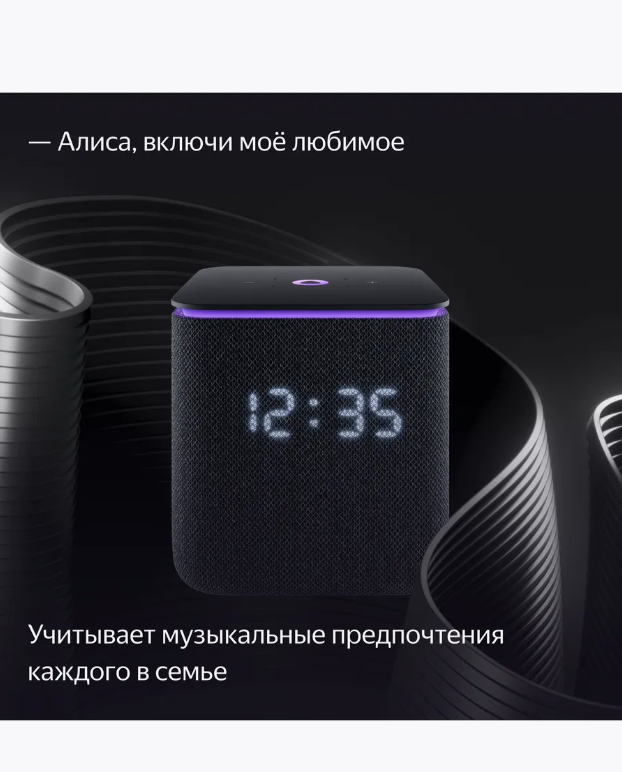 — Алиса, включи моё любимое
12:35
Учитывает музыкальные предпочтения
каждого в семье